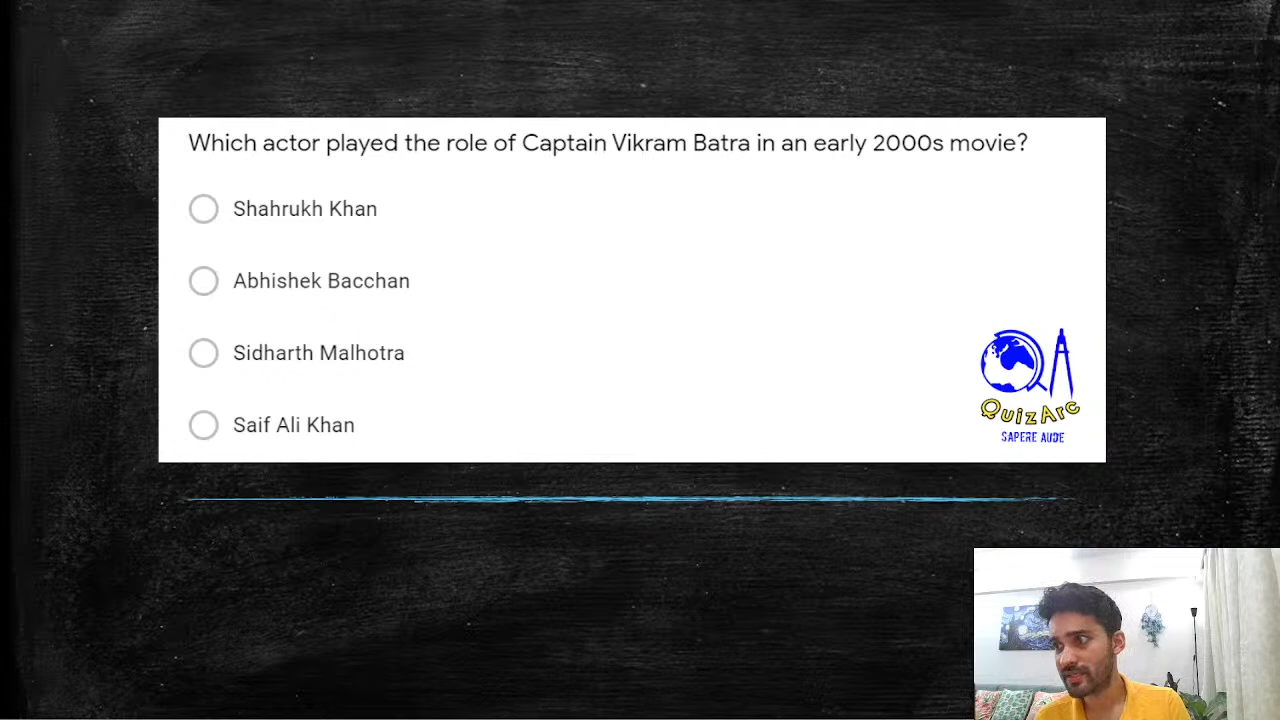 Which actor played the role of Captain Vikram Batra in an early 2000s movie?
Shahrukh Khan
Abhishek Bacchan
Sidharth Malhotra
Saif Ali Khan
QA
QuizArc
SAPERE AUDE